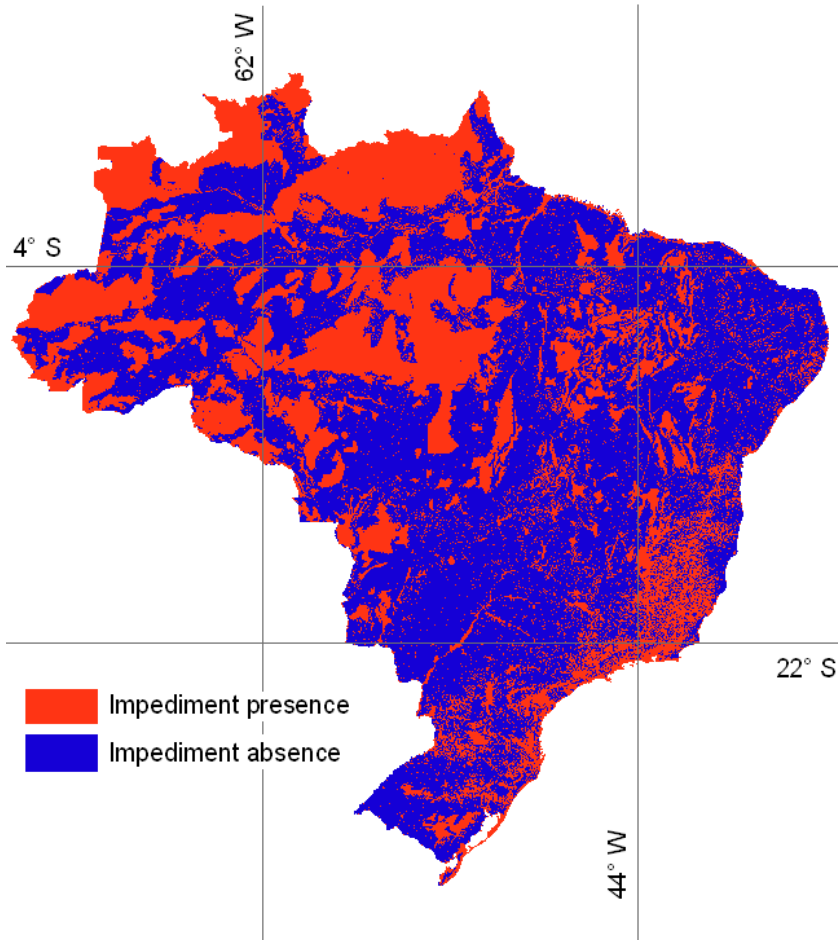 62° W
4° S
22° S
Impediment presence
Impediment absence
44° W